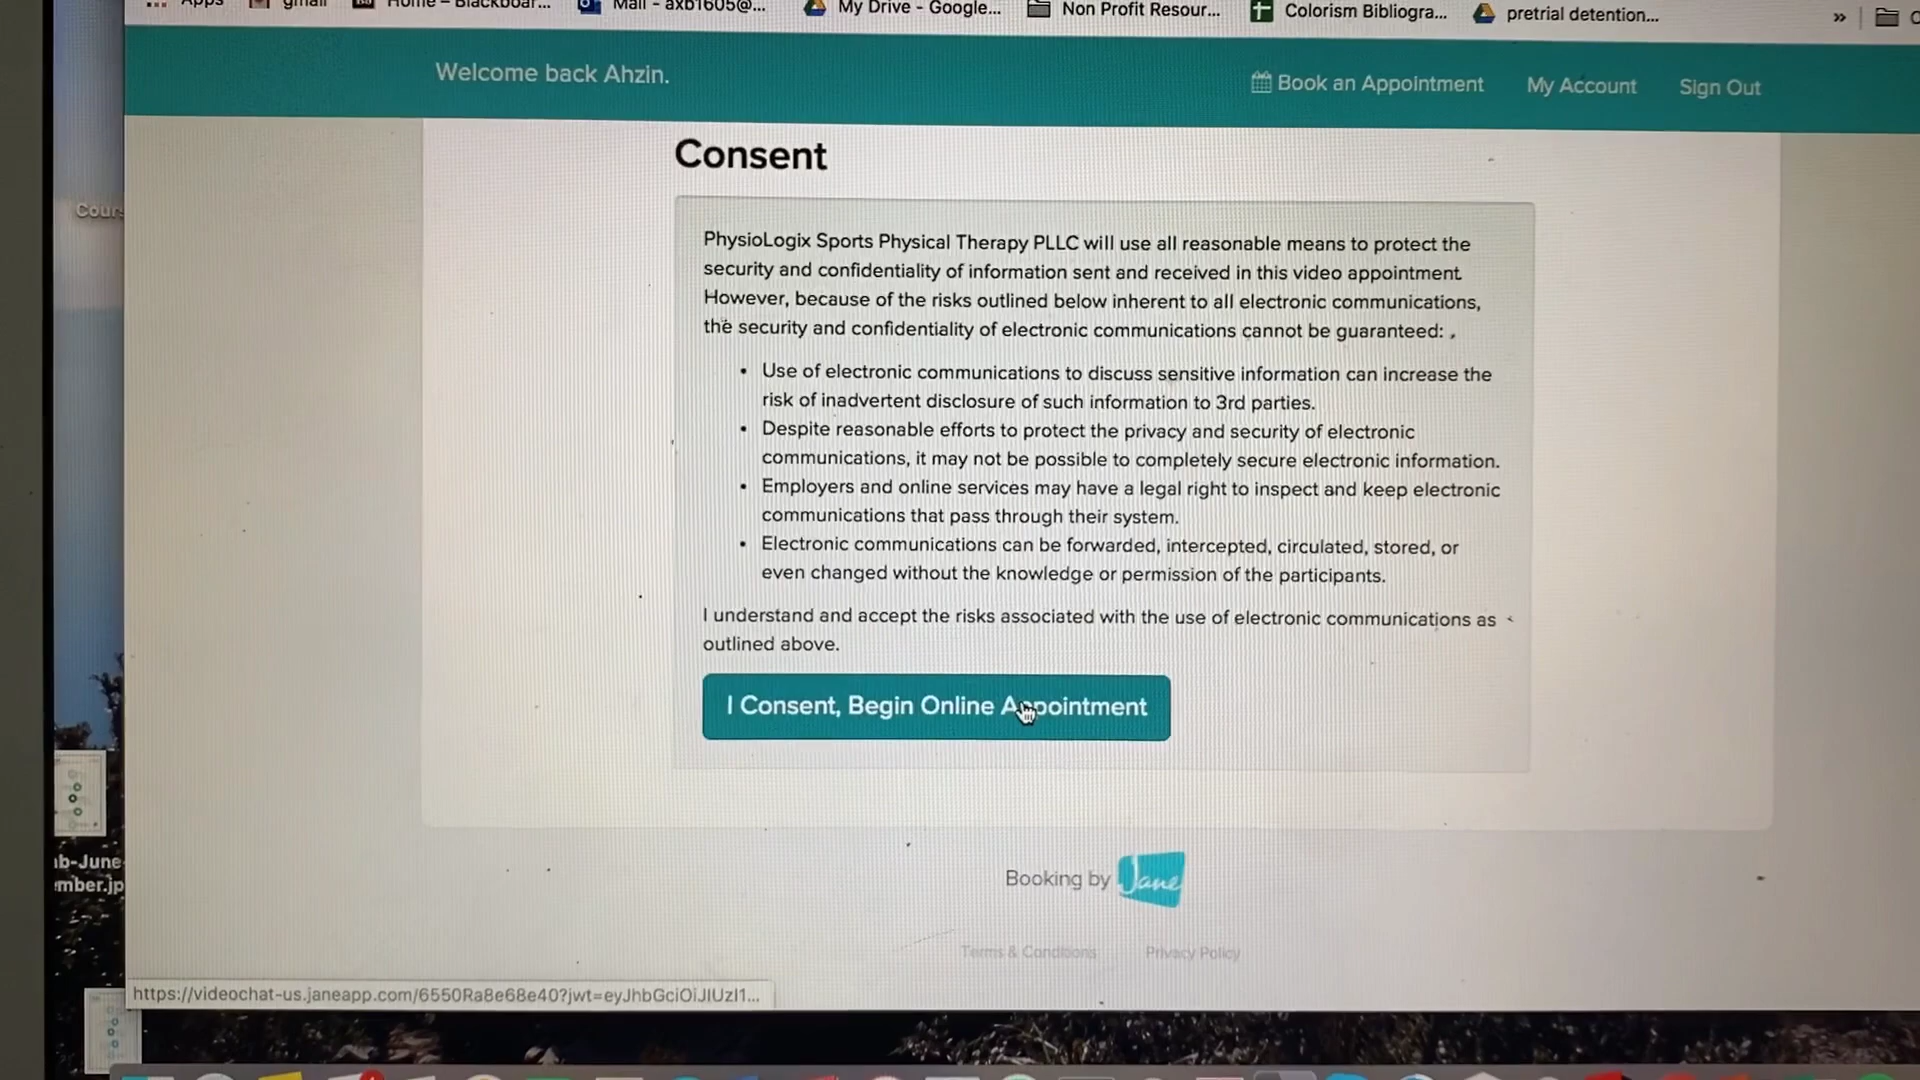 Apps gmail Home – Blackboar... Mail - axb1605@... My Drive - Google... Non Profit Resour... Colorism Bibliogra... pretrial detention... »
Welcome back Ahzin. Book an Appointment My Account Sign Out
Consent
PhysioLogix Sports Physical Therapy PLLC will use all reasonable means to protect the
security and confidentiality of information sent and received in this video appointment.
However, because of the risks outlined below inherent to all electronic communications,
the security and confidentiality of electronic communications cannot be guaranteed:
• Use of electronic communications to discuss sensitive information can increase the
risk of inadvertent disclosure of such information to 3rd parties.
• Despite reasonable efforts to protect the privacy and security of electronic
communications, it may not be possible to completely secure electronic information.
• Employers and online services may have a legal right to inspect and keep electronic
communications that pass through their system.
• Electronic communications can be forwarded, intercepted, circulated, stored, or
even changed without the knowledge or permission of the participants.
I understand and accept the risks associated with the use of electronic communications as
outlined above.
I Consent, Begin Online Appointment
Booking by Jane
Terms & Conditions Privacy Policy
https://videochat-us.janeapp.com/6550Ra8e68e40?jwt=eyJhbGciOiJIUzI1...
Cours
ab-June
mber.jp